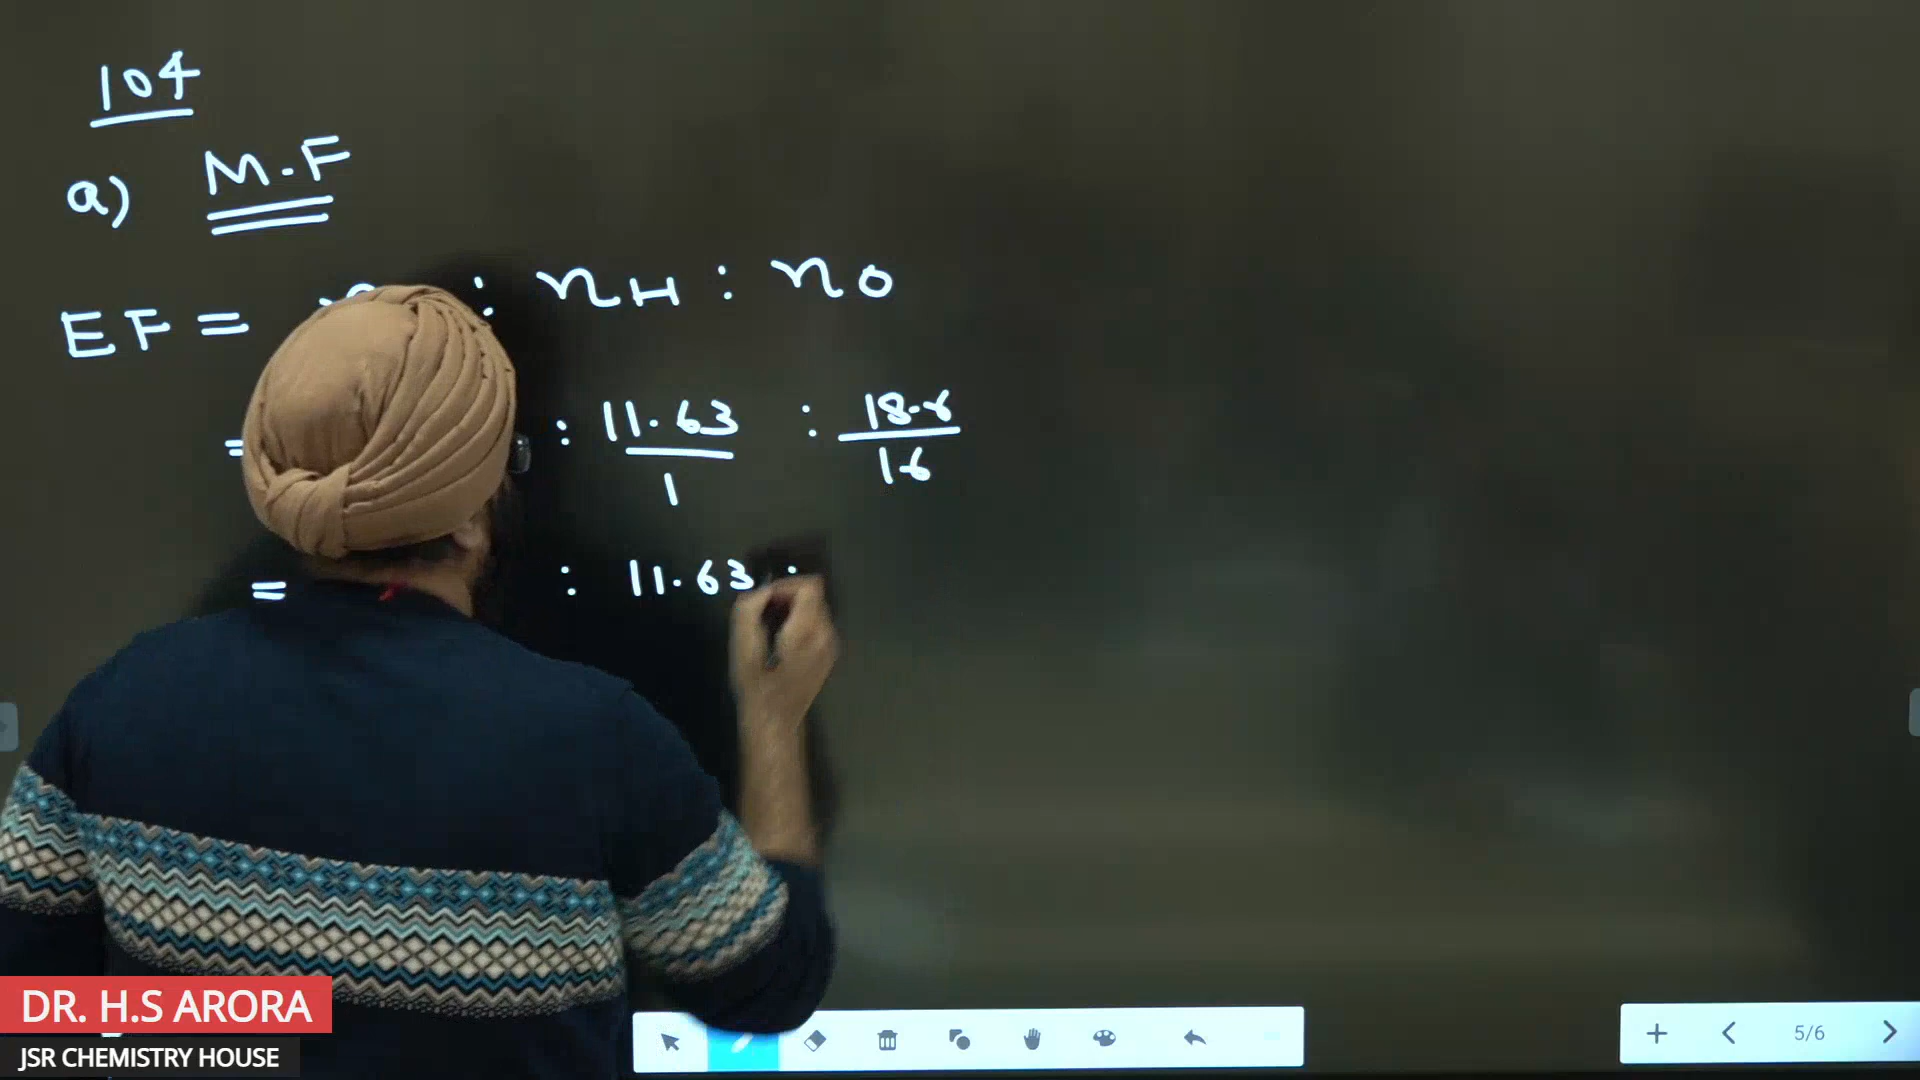 104
a) M.F
EF = : nH : nO
= : 11.63/1 : 18.6/16
= : 11.63 :
DR. H.S ARORA
JSR CHEMISTRY HOUSE
5/6